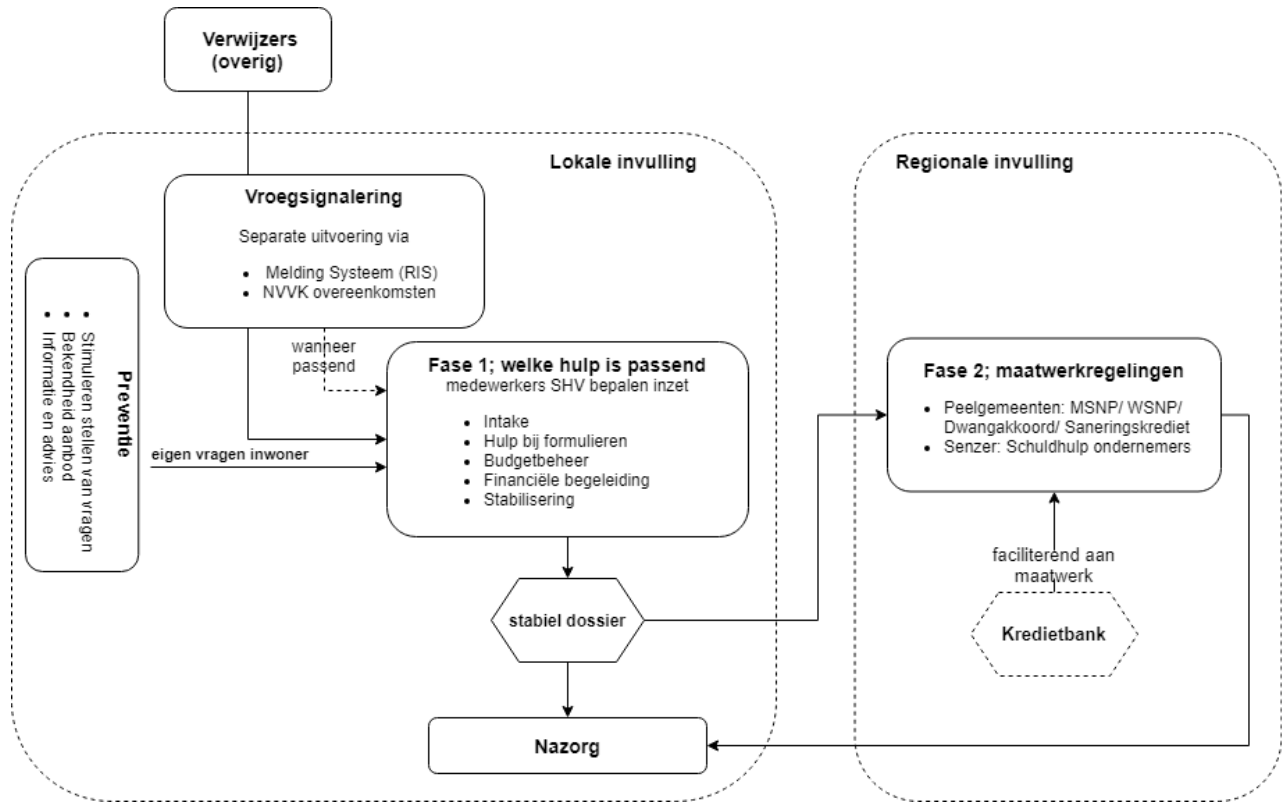 Verwijzers
(overig)
Lokale invulling
Regionale invulling
Vroegsignalering
Separate uitvoering via
• Melding Systeem (RIS)
• NVVK overeenkomsten
Preventie
• Stimuleren stellen van vragen
• Bekendheid aanbod
• Informatie en advies
wanneer
passend
eigen vragen inwoner
Fase 1; welke hulp is passend
medewerkers SHV bepalen inzet
• Intake
• Hulp bij formulieren
• Budgetbeheer
• Financiële begeleiding
• Stabilisering
Fase 2; maatwerkregelingen
• Peelgemeenten: MSNP/ WSNP/
Dwangakkoord/ Saneringskrediet
• Senzer: Schuldhulp ondernemers
faciliterend aan
maatwerk
Kredietbank
stabiel dossier
Nazorg